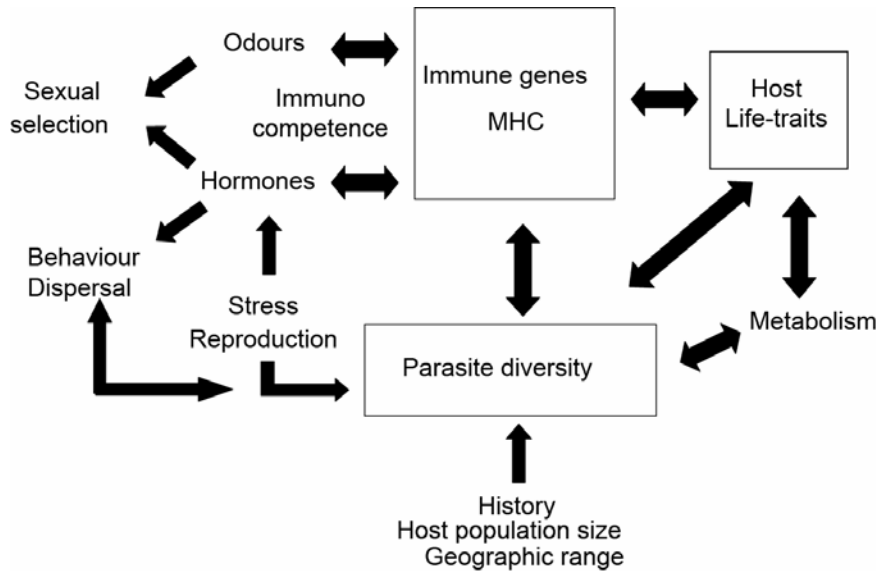 Odours
Sexual
selection
Immuno
competence
Immune genes
MHC
Host
Life-traits
Hormones
Behaviour
Dispersal
Stress
Reproduction
Metabolism
Parasite diversity
History
Host population size
Geographic range